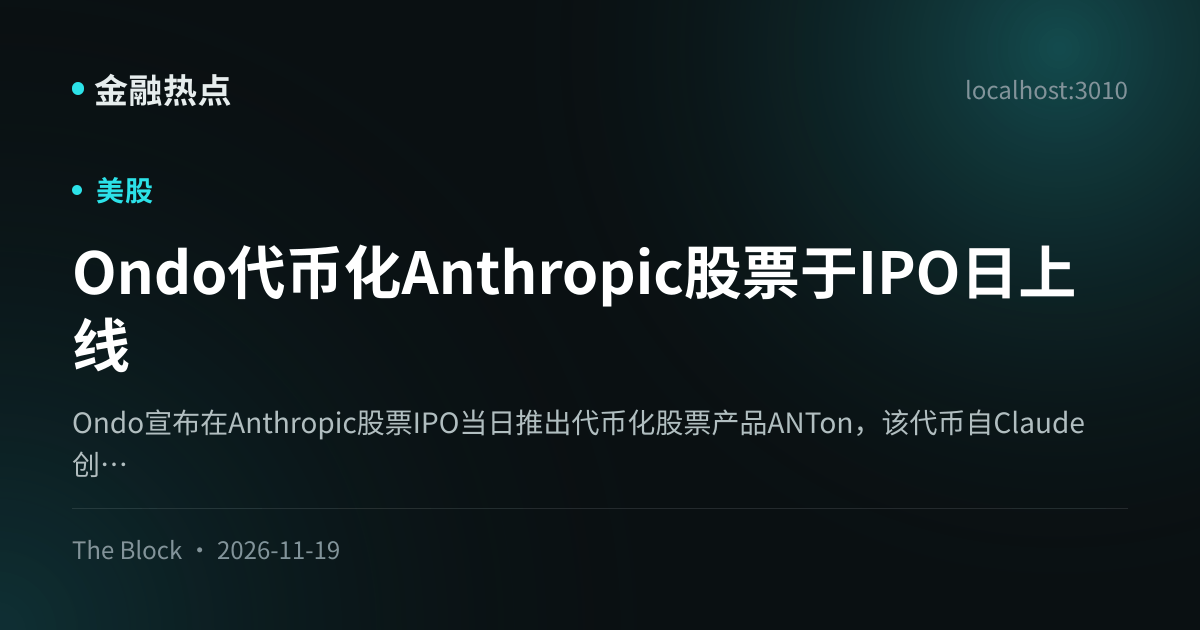 金融热点
localhost:3010
美股
Ondo代币化Anthropic股票于IPO日上
线
Ondo宣布在Anthropic股票IPO当日推出代币化股票产品ANTon，该代币自Claude
创…
The Block · 2026-11-19